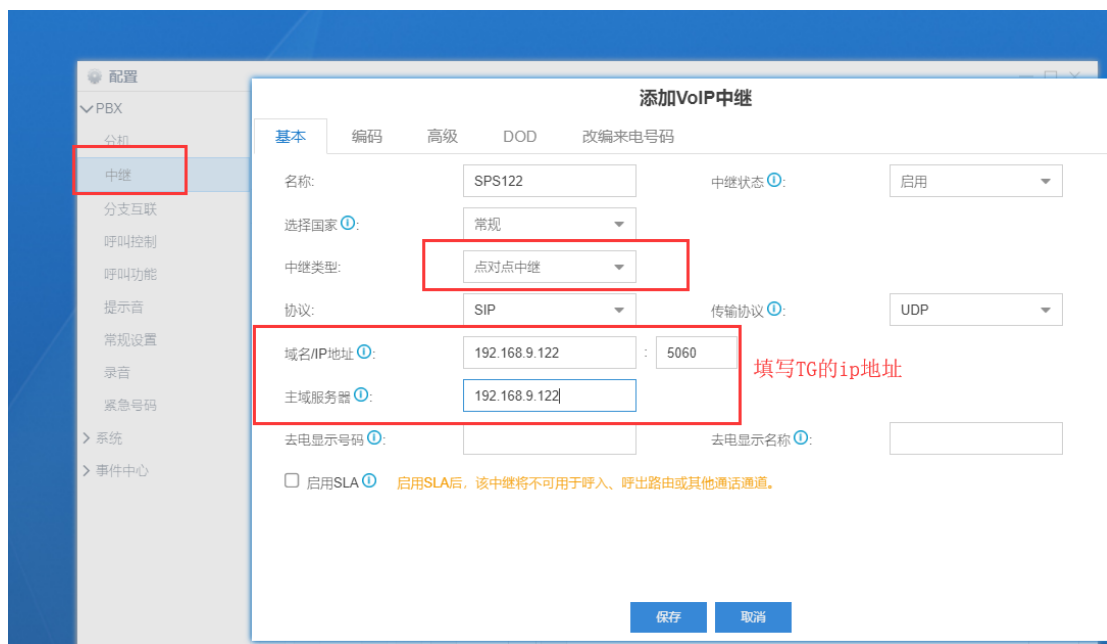 配置
添加VoIP中继
PBX
基本 编码 高级 DOD 改编来电号码
分机
中继
分支互联
呼叫控制
呼叫功能
提示音
常规设置
录音
紧急号码
系统
事件中心
名称: SPS122 中继状态: 启用
选择国家: 常规
中继类型: 点对点中继
协议: SIP 传输协议: UDP
域名/IP地址: 192.168.9.122 : 5060
填写TG的ip地址
主域服务器: 192.168.9.122
去电显示号码: 去电显示名称:
启用SLA 启用SLA后，该中继将不可用于呼入、呼出路由或其他通话通道。
保存 取消